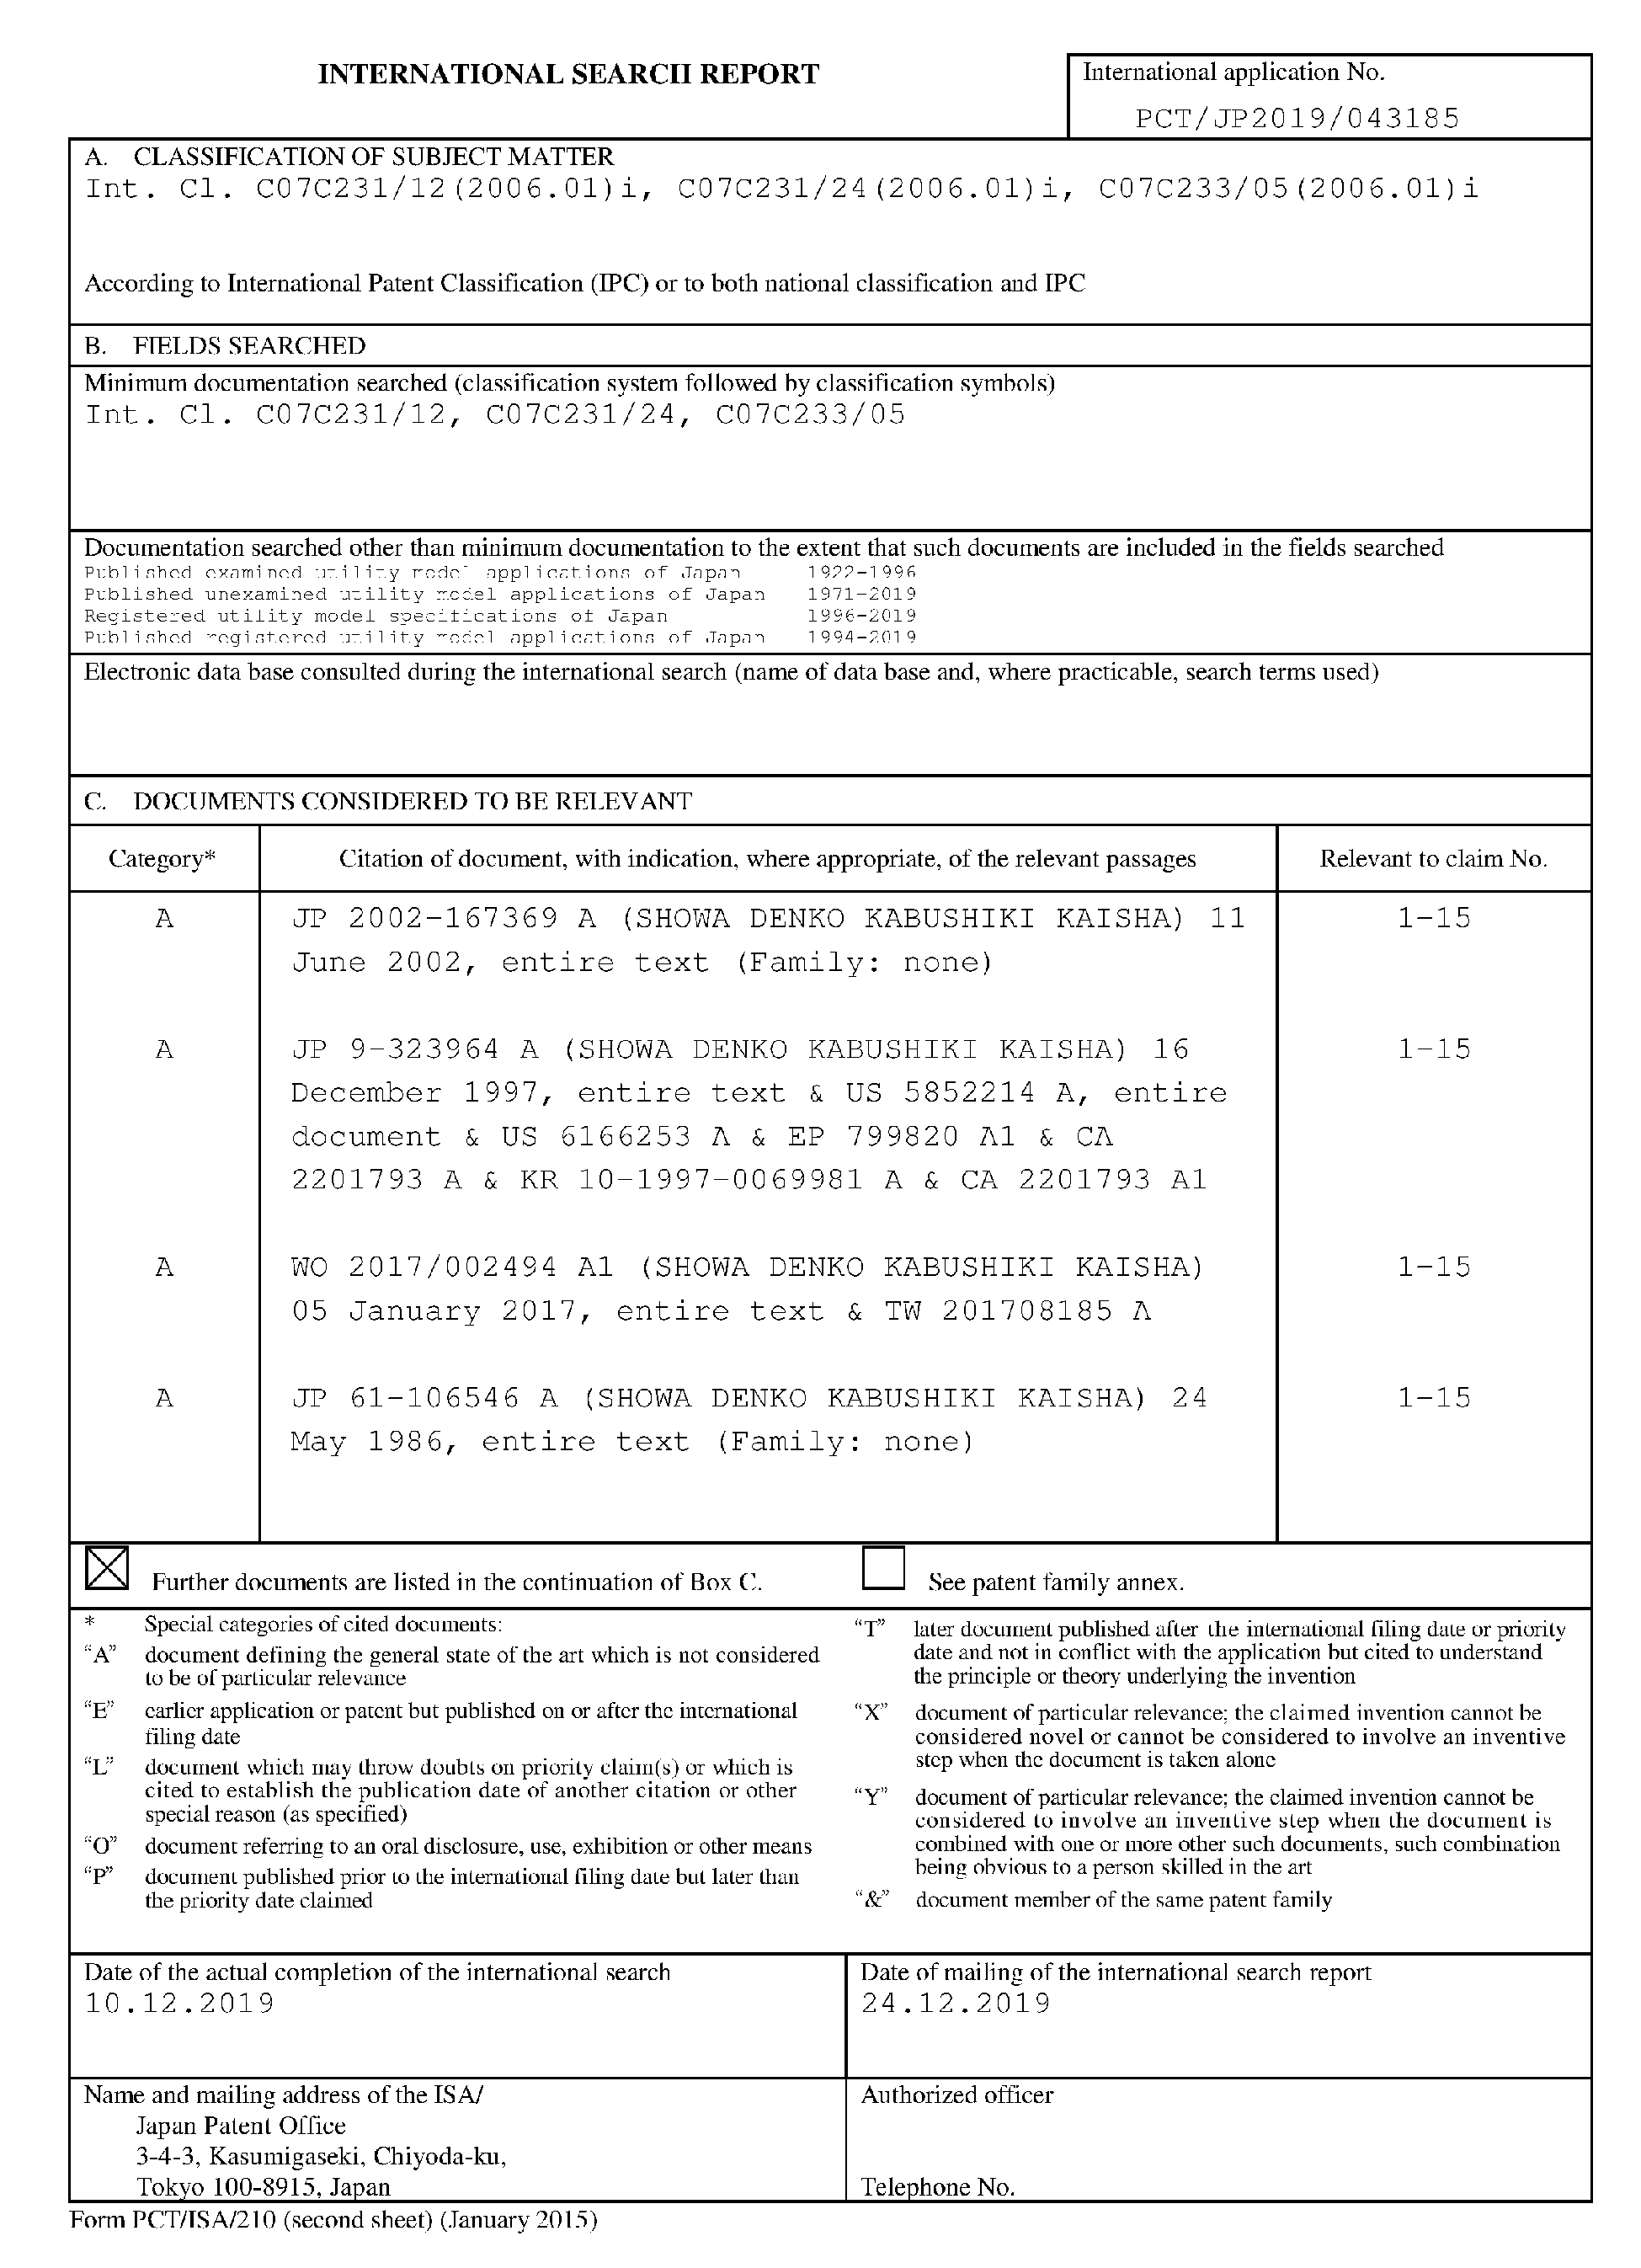 INTERNATIONAL SEARCH REPORT
International application No.
PCT/JP2019/043185
A. CLASSIFICATION OF SUBJECT MATTER
Int. Cl. C07C231/12(2006.01)i, C07C231/24(2006.01)i, C07C233/05(2006.01)i
According to International Patent Classification (IPC) or to both national classification and IPC
B. FIELDS SEARCHED
Minimum documentation searched (classification system followed by classification symbols)
Int. Cl. C07C231/12, C07C231/24, C07C233/05
Documentation searched other than minimum documentation to the extent that such documents are included in the fields searched
Published examined utility model applications of Japan 1922-1996
Published unexamined utility model applications of Japan 1971-2019
Registered utility model specifications of Japan 1996-2019
Published registered utility model applications of Japan 1994-2019
Electronic data base consulted during the international search (name of data base and, where practicable, search terms used)
C. DOCUMENTS CONSIDERED TO BE RELEVANT
Category* Citation of document, with indication, where appropriate, of the relevant passages Relevant to claim No.
A JP 2002-167369 A (SHOWA DENKO KABUSHIKI KAISHA) 11 1-15
June 2002, entire text (Family: none)
A JP 9-323964 A (SHOWA DENKO KABUSHIKI KAISHA) 16 1-15
December 1997, entire text & US 5852214 A, entire
document & US 6166253 A & EP 799820 A1 & CA
2201793 A & KR 10-1997-0069981 A & CA 2201793 A1
A WO 2017/002494 A1 (SHOWA DENKO KABUSHIKI KAISHA) 1-15
05 January 2017, entire text & TW 201708185 A
A JP 61-106546 A (SHOWA DENKO KABUSHIKI KAISHA) 24 1-15
May 1986, entire text (Family: none)
Further documents are listed in the continuation of Box C.
See patent family annex.
* Special categories of cited documents:
“A” document defining the general state of the art which is not considered
to be of particular relevance
“E” earlier application or patent but published on or after the international
filing date
“L” document which may throw doubts on priority claim(s) or which is
cited to establish the publication date of another citation or other
special reason (as specified)
“O” document referring to an oral disclosure, use, exhibition or other means
“P” document published prior to the international filing date but later than
the priority date claimed
“T” later document published after the international filing date or priority
date and not in conflict with the application but cited to understand
the principle or theory underlying the invention
“X” document of particular relevance; the claimed invention cannot be
considered novel or cannot be considered to involve an inventive
step when the document is taken alone
“Y” document of particular relevance; the claimed invention cannot be
considered to involve an inventive step when the document is
combined with one or more other such documents, such combination
being obvious to a person skilled in the art
“&” document member of the same patent family
Date of the actual completion of the international search
10.12.2019
Date of mailing of the international search report
24.12.2019
Name and mailing address of the ISA/
Japan Patent Office
3-4-3, Kasumigaseki, Chiyoda-ku,
Tokyo 100-8915, Japan
Authorized officer
Telephone No.
Form PCT/ISA/210 (second sheet) (January 2015)